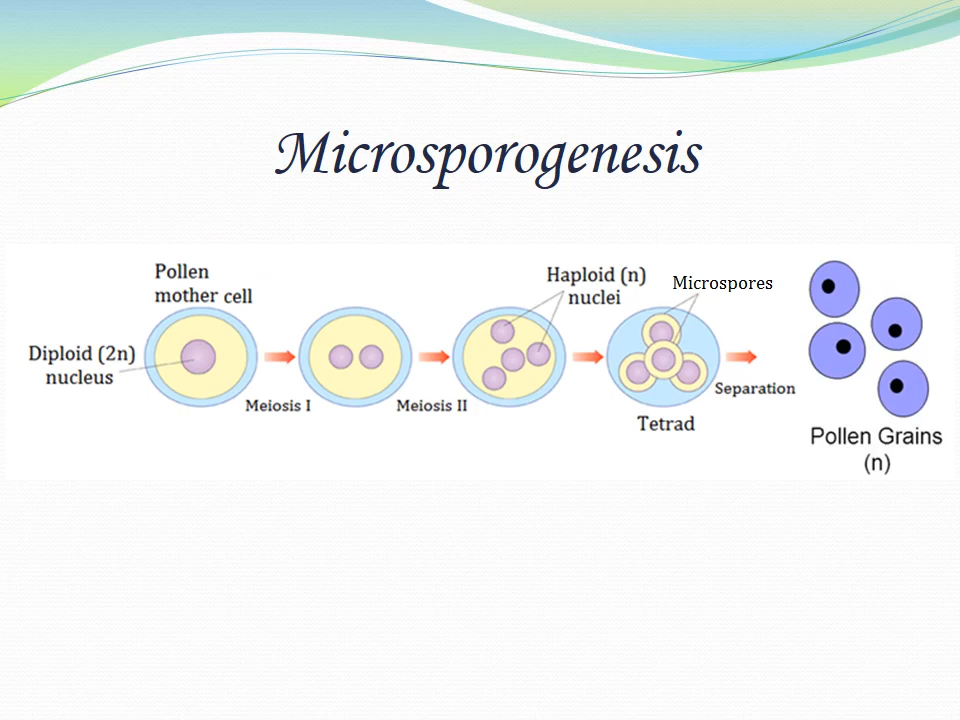 Microsporogenesis
Pollen
mother cell
Diploid (2n)
nucleus
Meiosis I
Meiosis II
Haploid (n)
nuclei
Microspores
Tetrad
Separation
Pollen Grains
(n)